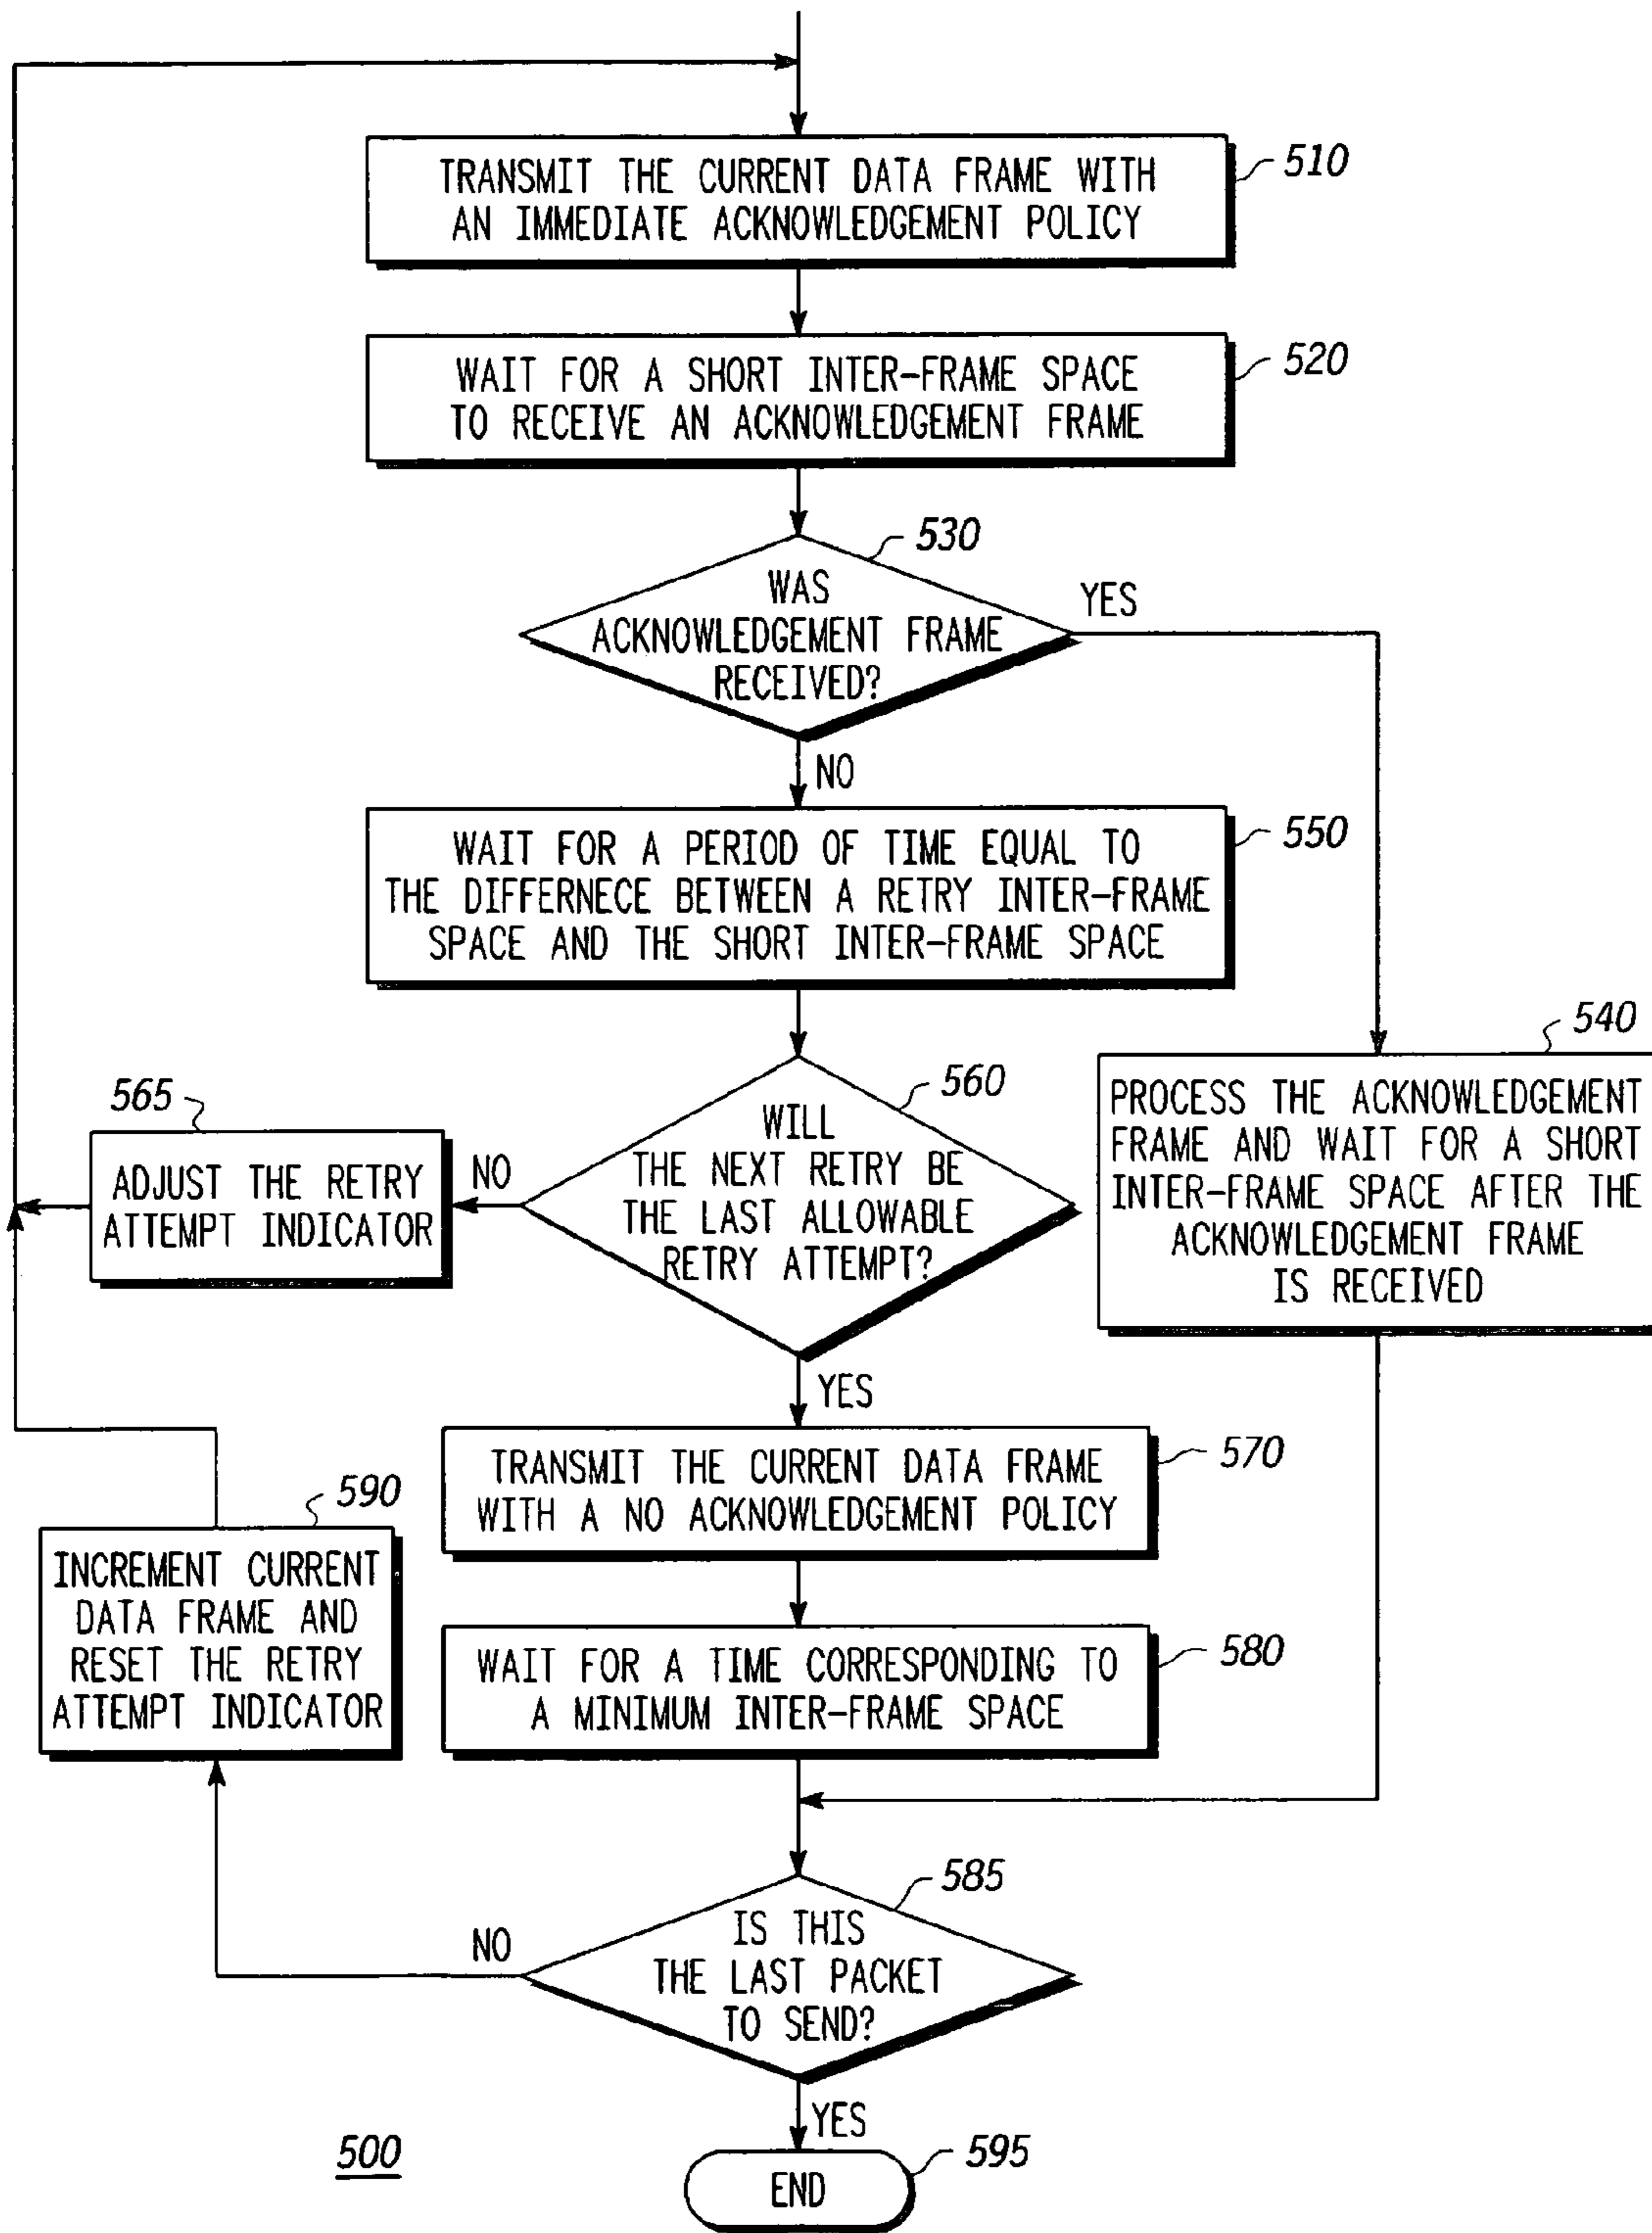 TRANSMIT THE CURRENT DATA FRAME WITH
AN IMMEDIATE ACKNOWLEDGEMENT POLICY
510
WAIT FOR A SHORT INTER-FRAME SPACE
TO RECEIVE AN ACKNOWLEDGEMENT FRAME
520
530
WAS
ACKNOWLEDGEMENT FRAME
RECEIVED?
YES
NO
WAIT FOR A PERIOD OF TIME EQUAL TO
THE DIFFERNECE BETWEEN A RETRY INTER-FRAME
SPACE AND THE SHORT INTER-FRAME SPACE
550
540
PROCESS THE ACKNOWLEDGEMENT
FRAME AND WAIT FOR A SHORT
INTER-FRAME SPACE AFTER THE
ACKNOWLEDGEMENT FRAME
IS RECEIVED
560
WILL
THE NEXT RETRY BE
THE LAST ALLOWABLE
RETRY ATTEMPT?
NO
565
ADJUST THE RETRY
ATTEMPT INDICATOR
YES
TRANSMIT THE CURRENT DATA FRAME
WITH A NO ACKNOWLEDGEMENT POLICY
570
590
INCREMENT CURRENT
DATA FRAME AND
RESET THE RETRY
ATTEMPT INDICATOR
WAIT FOR A TIME CORRESPONDING TO
A MINIMUM INTER-FRAME SPACE
580
585
IS THIS
THE LAST PACKET
TO SEND?
NO
YES
END
595
500